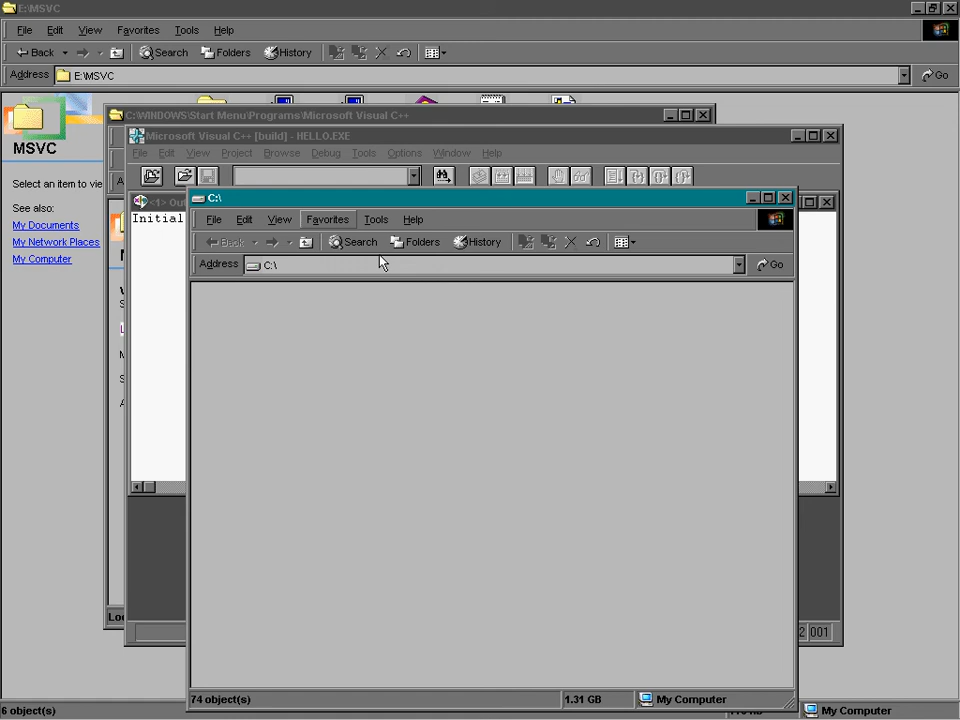 E:\MSVC
File Edit View Favorites Tools Help
Back Search Folders History
Address E:\MSVC Go
C:\WINDOWS\Start Menu\Programs\Microsoft Visual C++
Microsoft Visual C++ [build] - HELLO.EXE
File Edit View Project Browse Debug Tools Options Window Help
MSVC
Select an item to vie
See also:
My Documents
My Network Places
My Computer
<1> Out
Initial
C:\
File Edit View Favorites Tools Help
Back Search Folders History
Address C:\ Go
74 object(s) 1.31 GB My Computer
001
6 object(s) My Computer